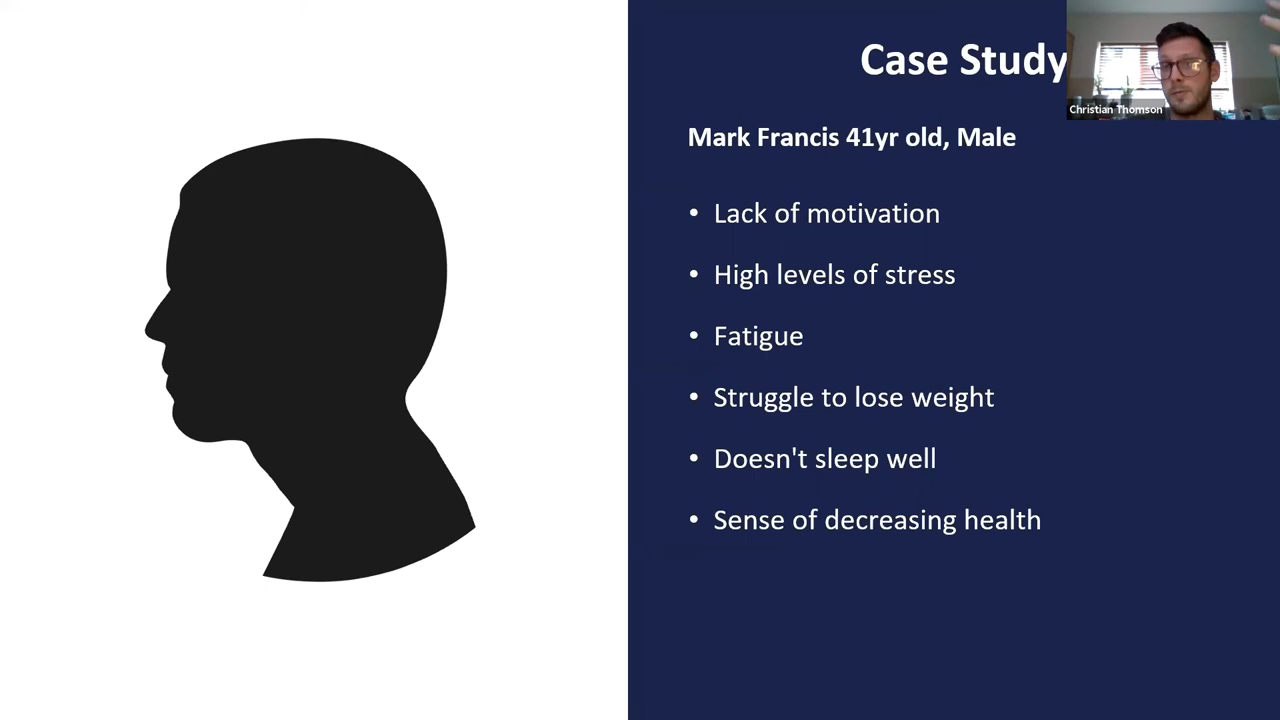 Case Study
Christian Thomson
Mark Francis 41yr old, Male
• Lack of motivation
• High levels of stress
• Fatigue
• Struggle to lose weight
• Doesn't sleep well
• Sense of decreasing health